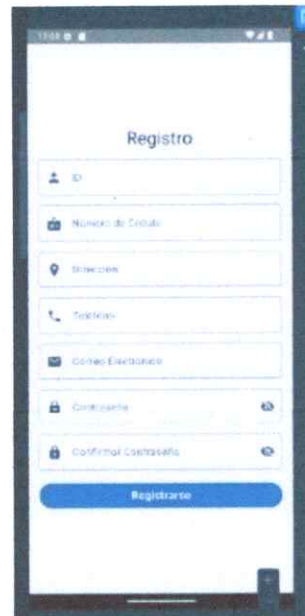 Registro
ID
Número de Cédula
Dirección
Teléfono
Correo Electrónico
Contraseña
Confirmar Contraseña
Registrarse